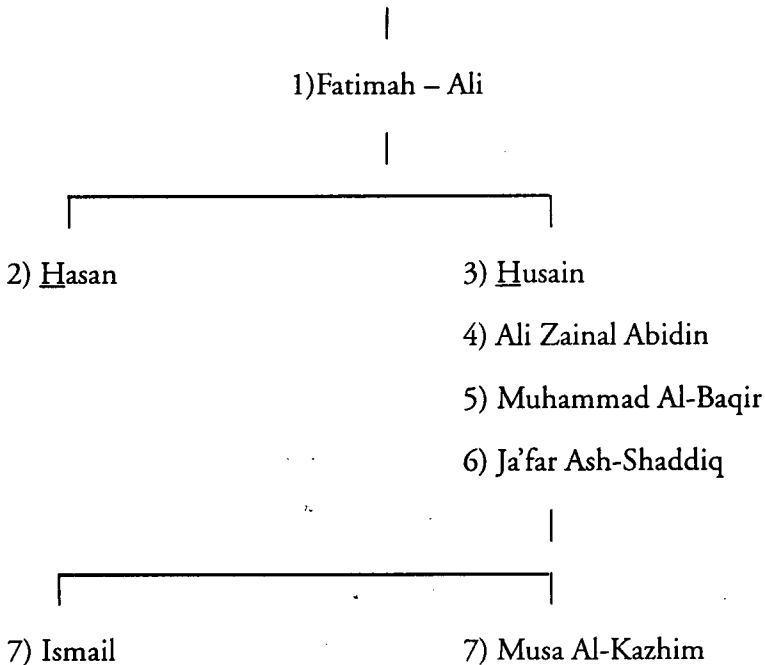 1)Fatimah – Ali
2) Hasan 3) Husain
4) Ali Zainal Abidin
5) Muhammad Al-Baqir
6) Ja'far Ash-Shaddiq
7) Ismail 7) Musa Al-Kazhim